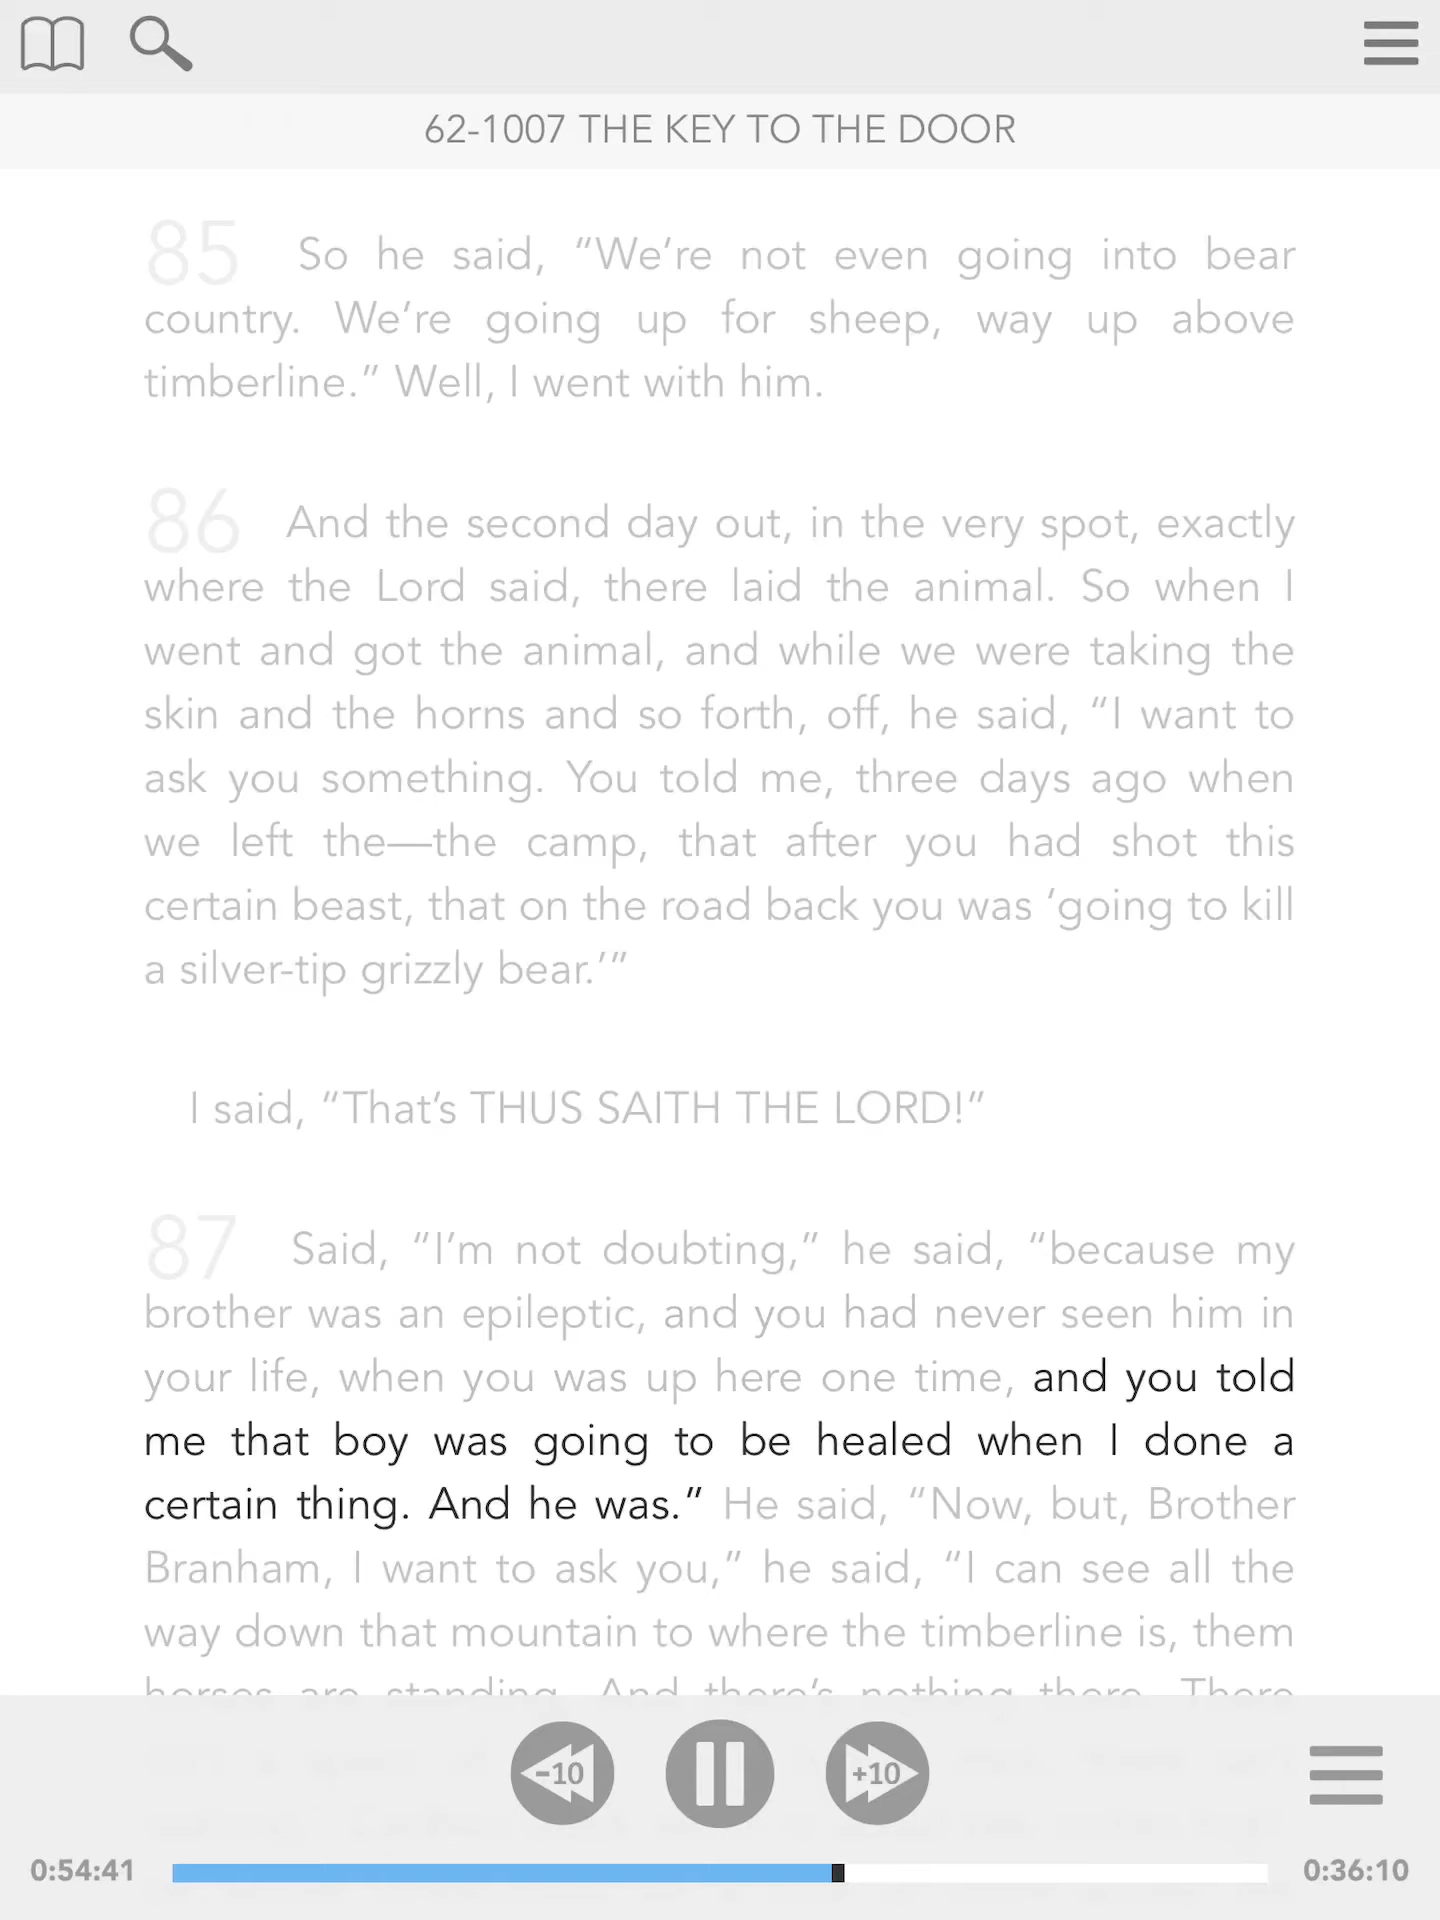 62-1007 THE KEY TO THE DOOR
85 So he said, “We’re not even going into bear
country. We’re going up for sheep, way up above
timberline.” Well, I went with him.
86 And the second day out, in the very spot, exactly
where the Lord said, there laid the animal. So when I
went and got the animal, and while we were taking the
skin and the horns and so forth, off, he said, “I want to
ask you something. You told me, three days ago when
we left the—the camp, that after you had shot this
certain beast, that on the road back you was ‘going to kill
a silver-tip grizzly bear.’”
I said, “That’s THUS SAITH THE LORD!”
87 Said, “I’m not doubting,” he said, “because my
brother was an epileptic, and you had never seen him in
your life, when you was up here one time, and you told
me that boy was going to be healed when I done a
certain thing. And he was.” He said, “Now, but, Brother
Branham, I want to ask you,” he said, “I can see all the
way down that mountain to where the timberline is, them
horses are standing. And there’s nothing there. There
-10 +10
0:54:41 0:36:10